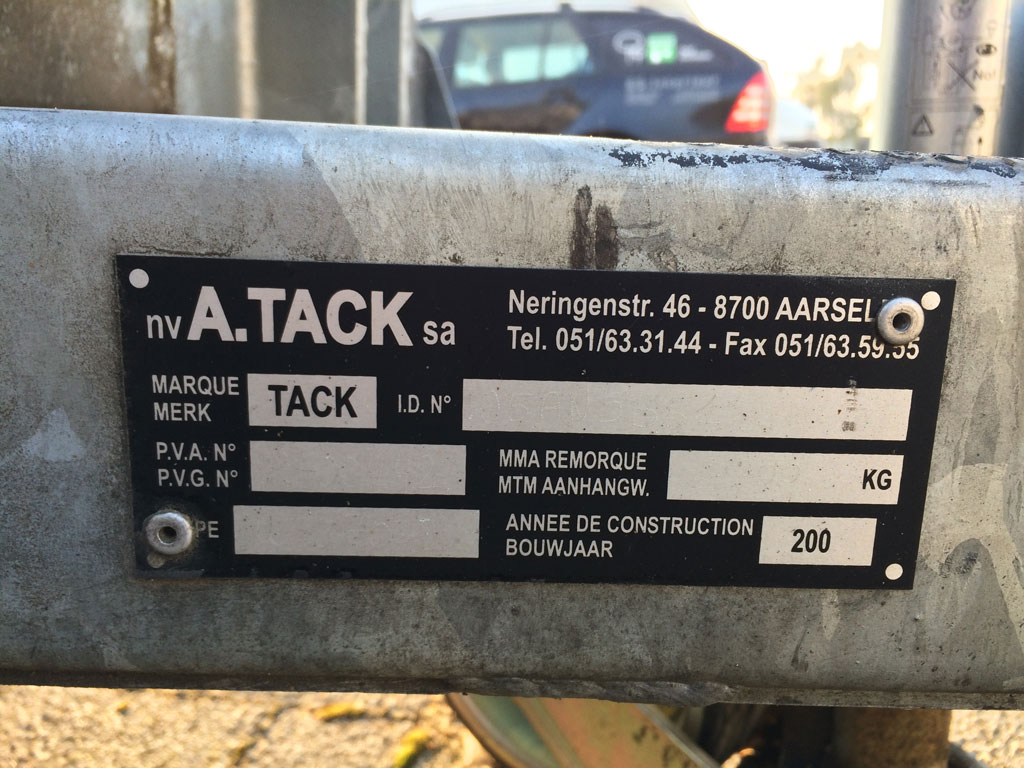 nv A.TACK sa
Neringenstr. 46 - 8700 AARSEL
Tel. 051/63.31.44 - Fax 051/63.59.55
MARQUE
MERK
TACK
I.D. N°
P.V.A. N°
P.V.G. N°
MMA REMORQUE
MTM AANHANGW.
KG
PE
ANNEE DE CONSTRUCTION
BOUWJAAR
200